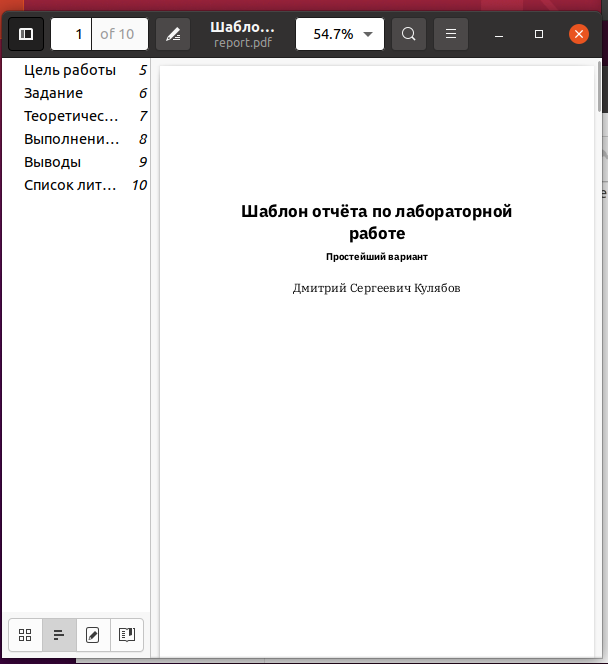 1 of 10
Шабло...
report.pdf
54.7%
Цель работы 5
Задание 6
Теоретичес... 7
Выполнени... 8
Выводы 9
Список лит... 10
Шаблон отчёта по лабораторной
работе
Простейший вариант
Дмитрий Сергеевич Кулябов
e